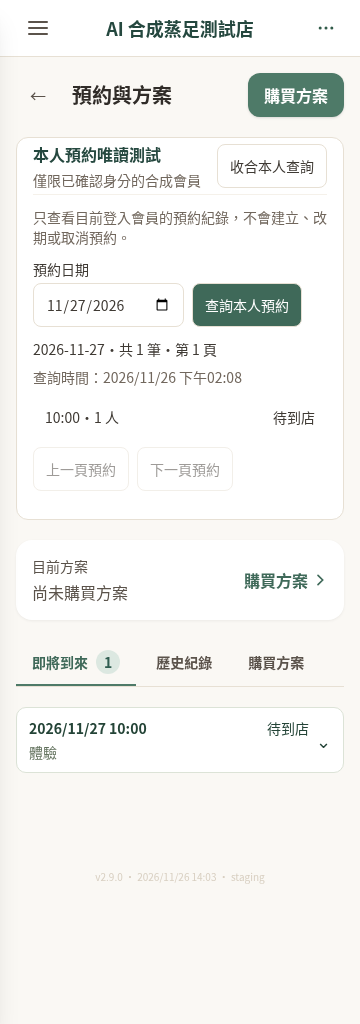 AI 合成蒸足測試店
預約與方案
購買方案
本人預約唯讀測試
僅限已確認身分的合成會員
收合本人查詢
只查看目前登入會員的預約紀錄，不會建立、改
期或取消預約。
預約日期
11/27/2026
查詢本人預約
2026-11-27・共 1 筆・第 1 頁
查詢時間：2026/11/26 下午02:08
10:00・1 人
待到店
上一頁預約
下一頁預約
目前方案
尚未購買方案
購買方案
即將到來 1
歷史紀錄
購買方案
2026/11/27 10:00
待到店
體驗
v2.9.0 ・ 2026/11/26 14:03 ・ staging